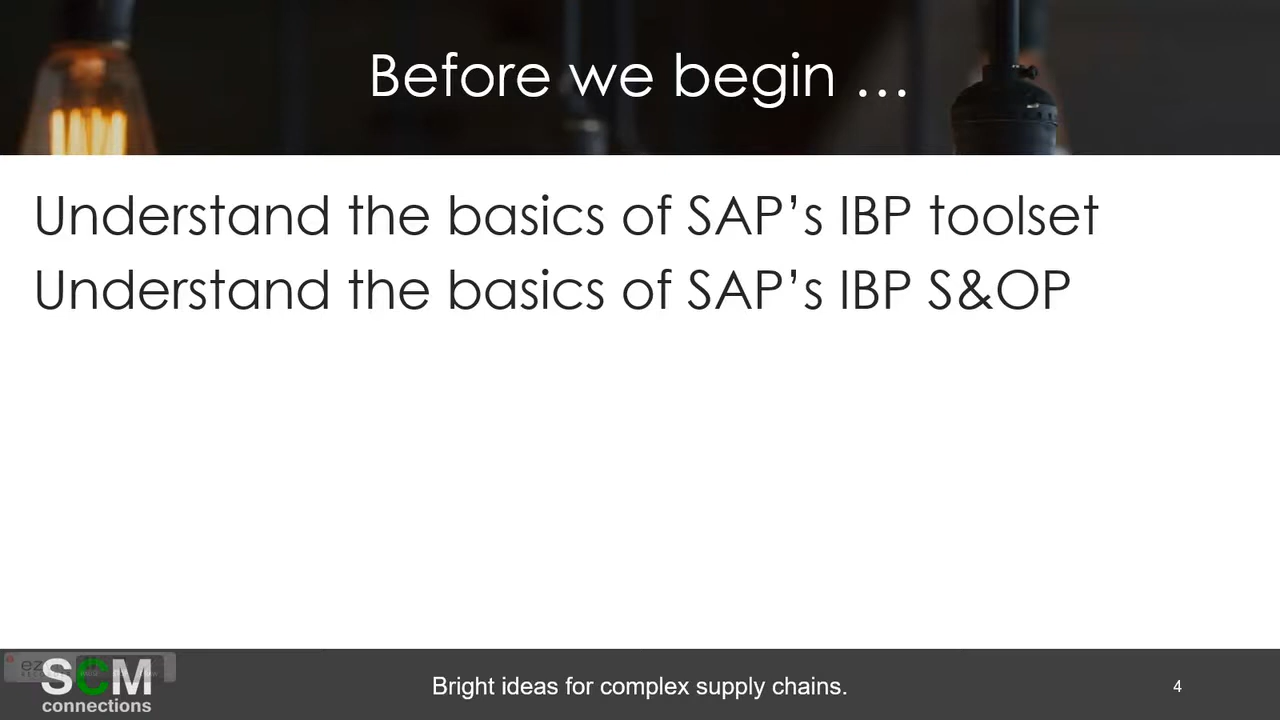 Before we begin ...
Understand the basics of SAP's IBP toolset
Understand the basics of SAP's IBP S&OP
SCM
connections
Bright ideas for complex supply chains.
4